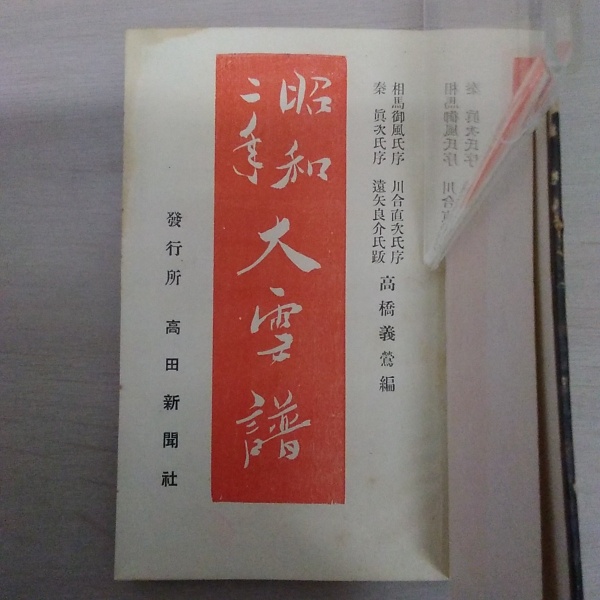 相馬御風氏序 川合直次氏序
秦 眞次氏序 遠矢良介氏跋
高橋義鶯編
昭和
二年
大雪譜
發行所 高田新聞社